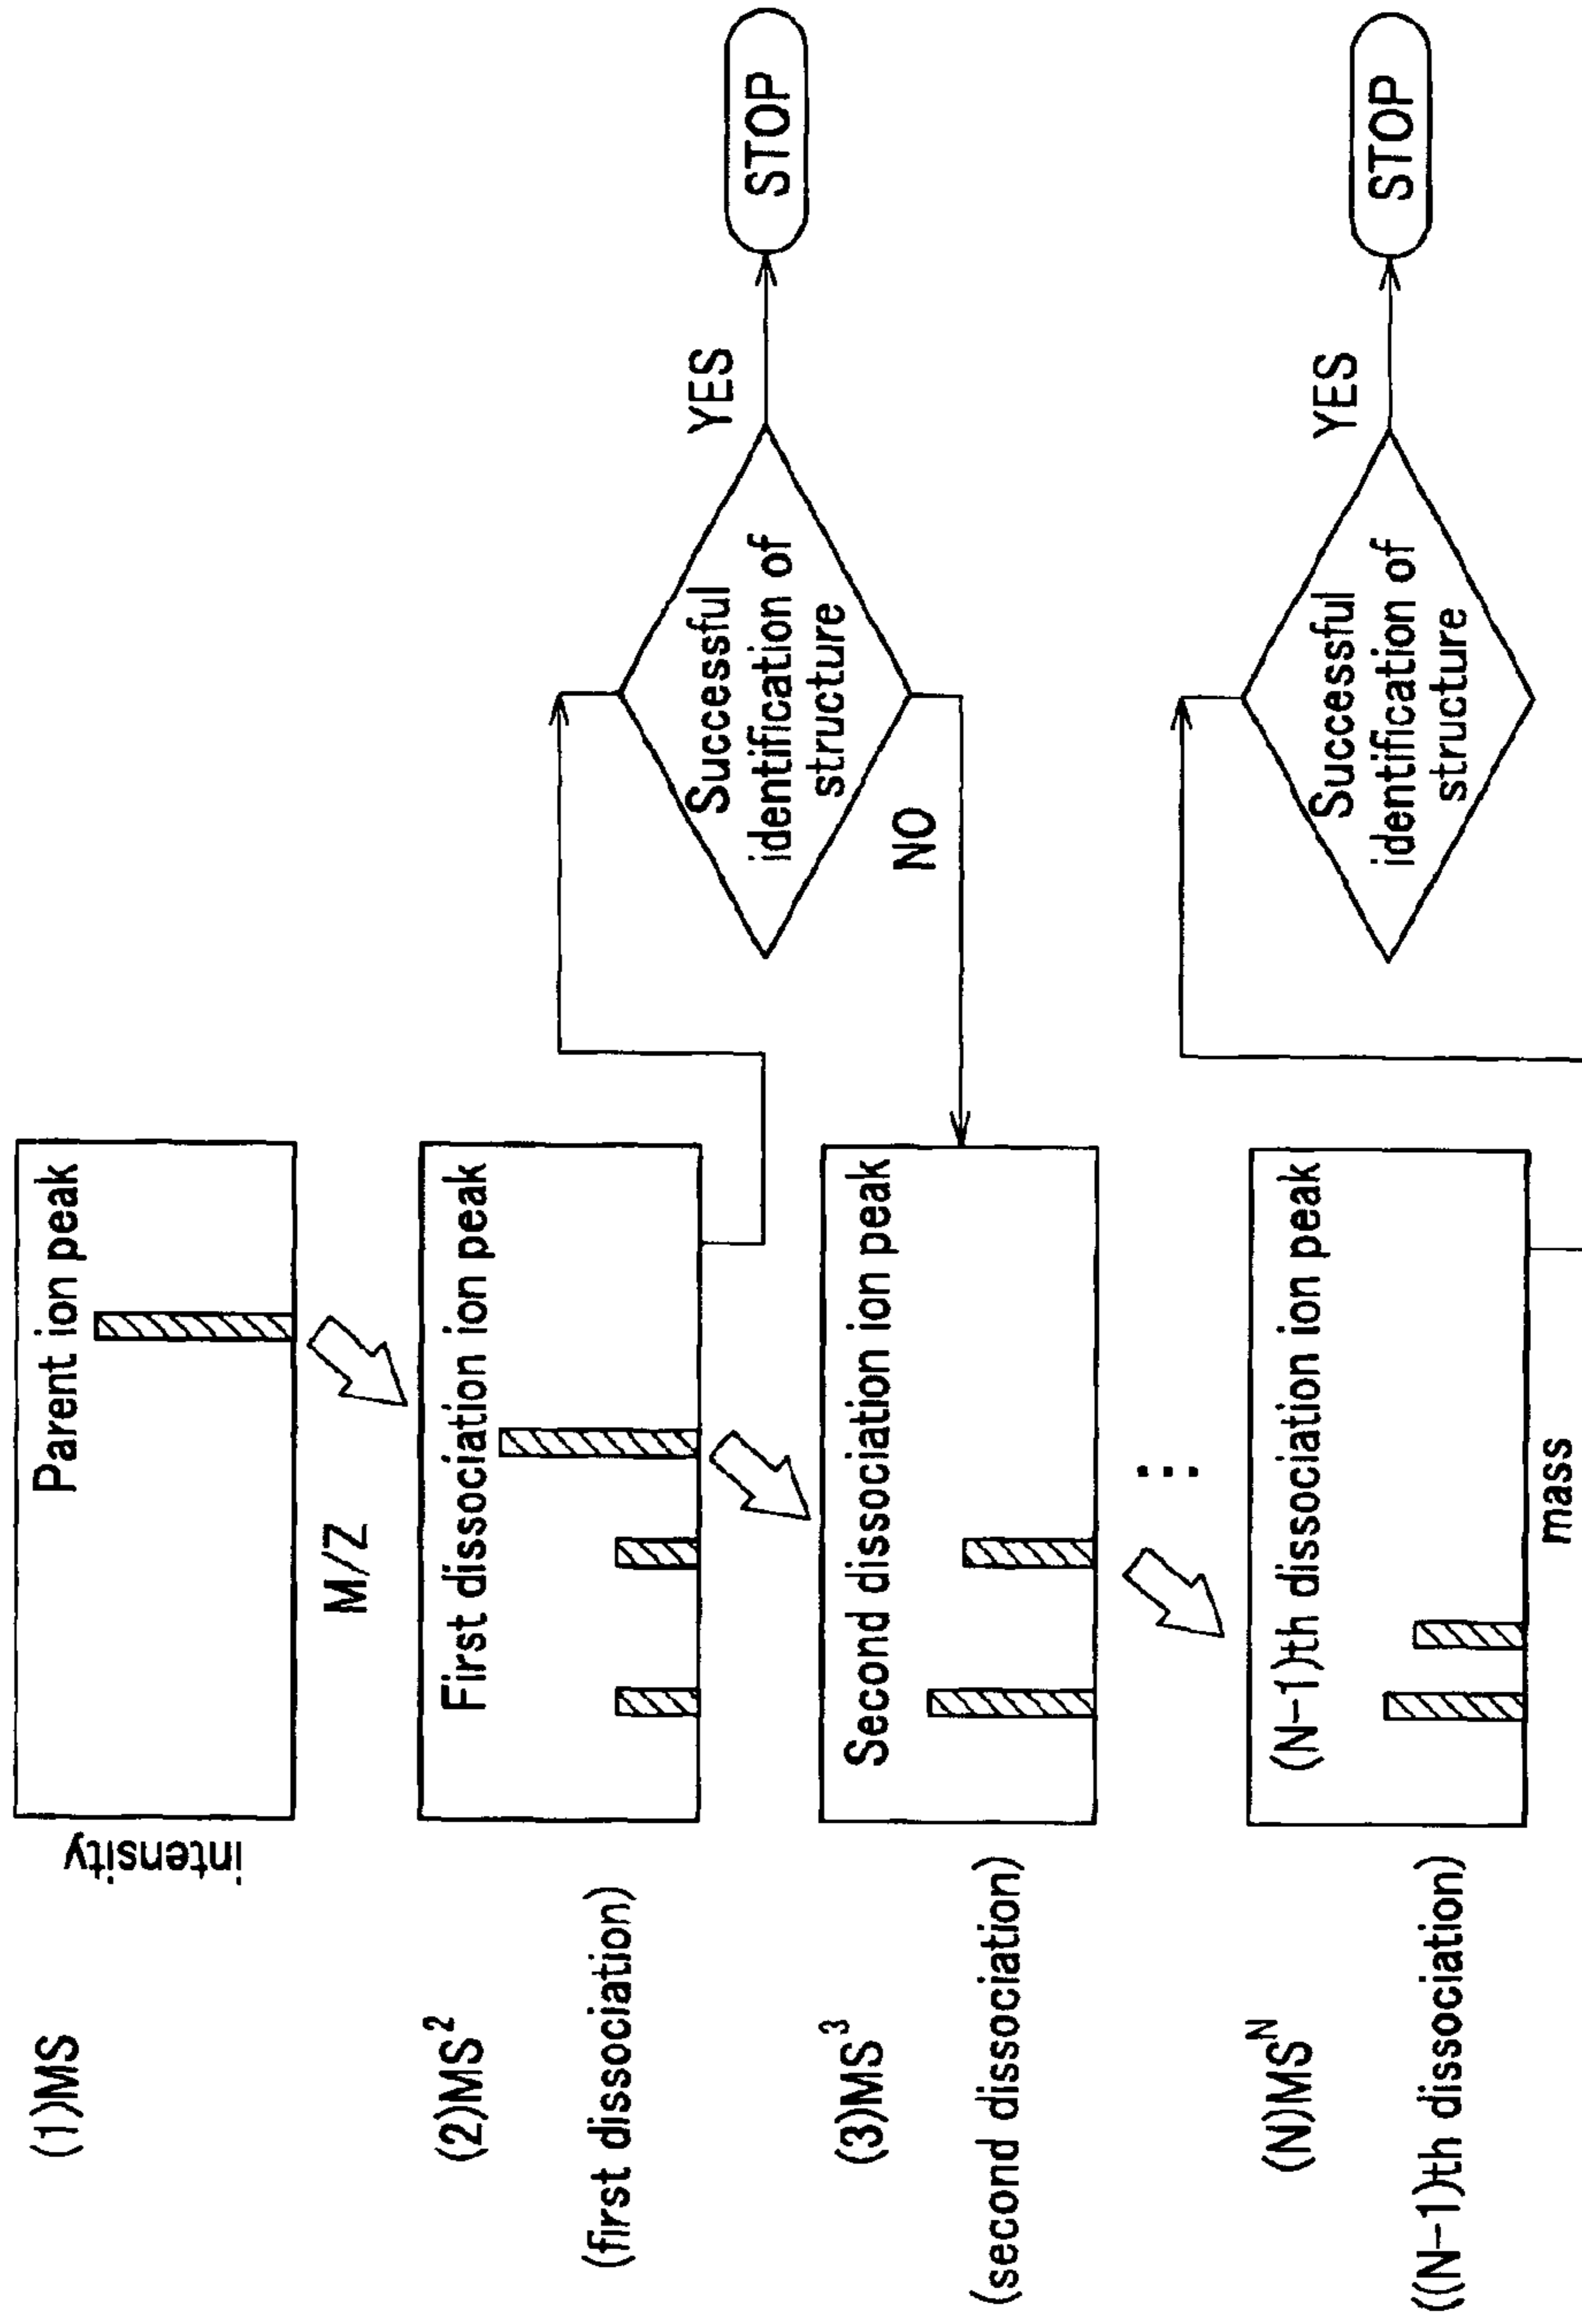 (1)MS
intensity
Parent ion peak
M/Z
(2)MS²
(first dissociation)
First dissociation ion peak
Successful
identification of
structure
YES
STOP
NO
(3)MS³
(second dissociation)
Second dissociation ion peak
⋮
(N)MSᴺ
((N-1)th dissociation)
(N-1)th dissociation ion peak
mass
Successful
identification of
structure
YES
STOP